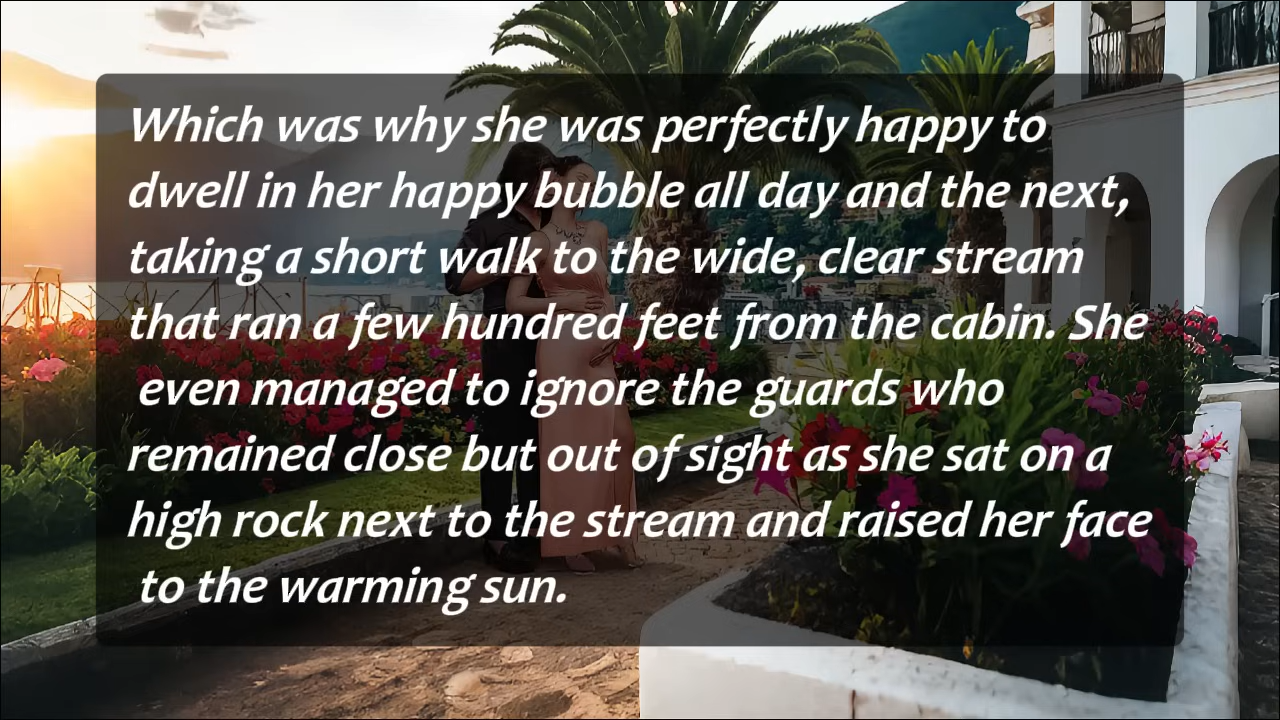 Which was why she was perfectly happy to
dwell in her happy bubble all day and the next,
taking a short walk to the wide, clear stream
that ran a few hundred feet from the cabin. She
even managed to ignore the guards who
remained close but out of sight as she sat on a
high rock next to the stream and raised her face
to the warming sun.